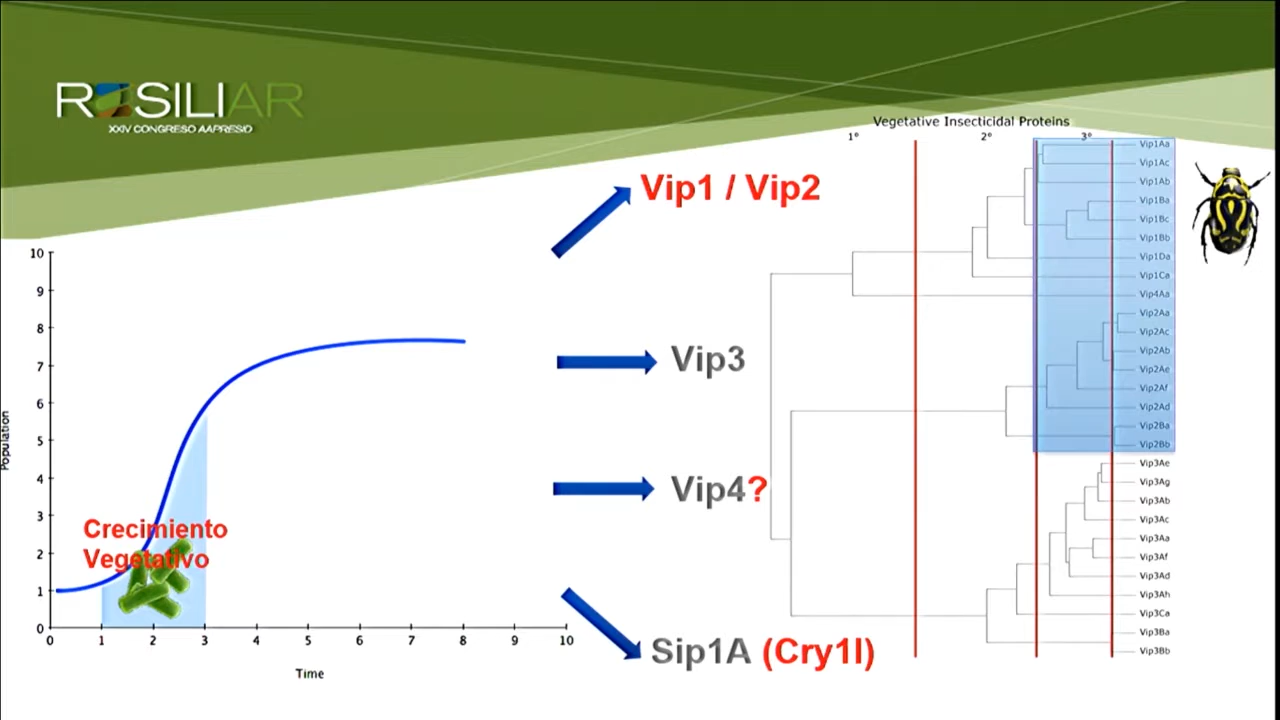 RESILIAR
XXIV CONGRESO AAPRESID
Vegetative Insecticidal Proteins
1° 2° 3°
Vip1 / Vip2
Vip3
Vip4?
Sip1A (Cry1I)
Vip1Aa
Vip1Ac
Vip1Ab
Vip1Ba
Vip1Bc
Vip1Bb
Vip1Da
Vip1Ca
Vip4Aa
Vip2Aa
Vip2Ac
Vip2Ab
Vip2Ae
Vip2Af
Vip2Ad
Vip2Ba
Vip2Bb
Vip3Ae
Vip3Ag
Vip3Ab
Vip3Ac
Vip3Aa
Vip3Af
Vip3Ad
Vip3Ah
Vip3Ca
Vip3Ba
Vip3Bb
Population
10
9
8
7
6
5
4
3
2
1
0
Crecimiento
Vegetativo
0 1 2 3 4 5 6 7 8 9 10
Time